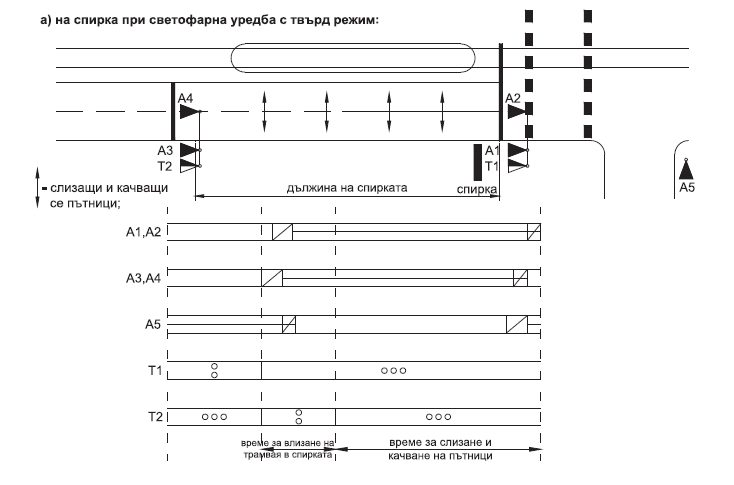 а) на спирка при светофарна уредба с твърд режим:
А4
А2
А3
А1
Т2
Т1
А5
- слизащи и качващи
се пътници;
дължина на спирката
спирка
А1,А2
А3,А4
А5
Т1
Т2
време за влизане на
трамвая в спирката
време за слизане и
качване на пътници